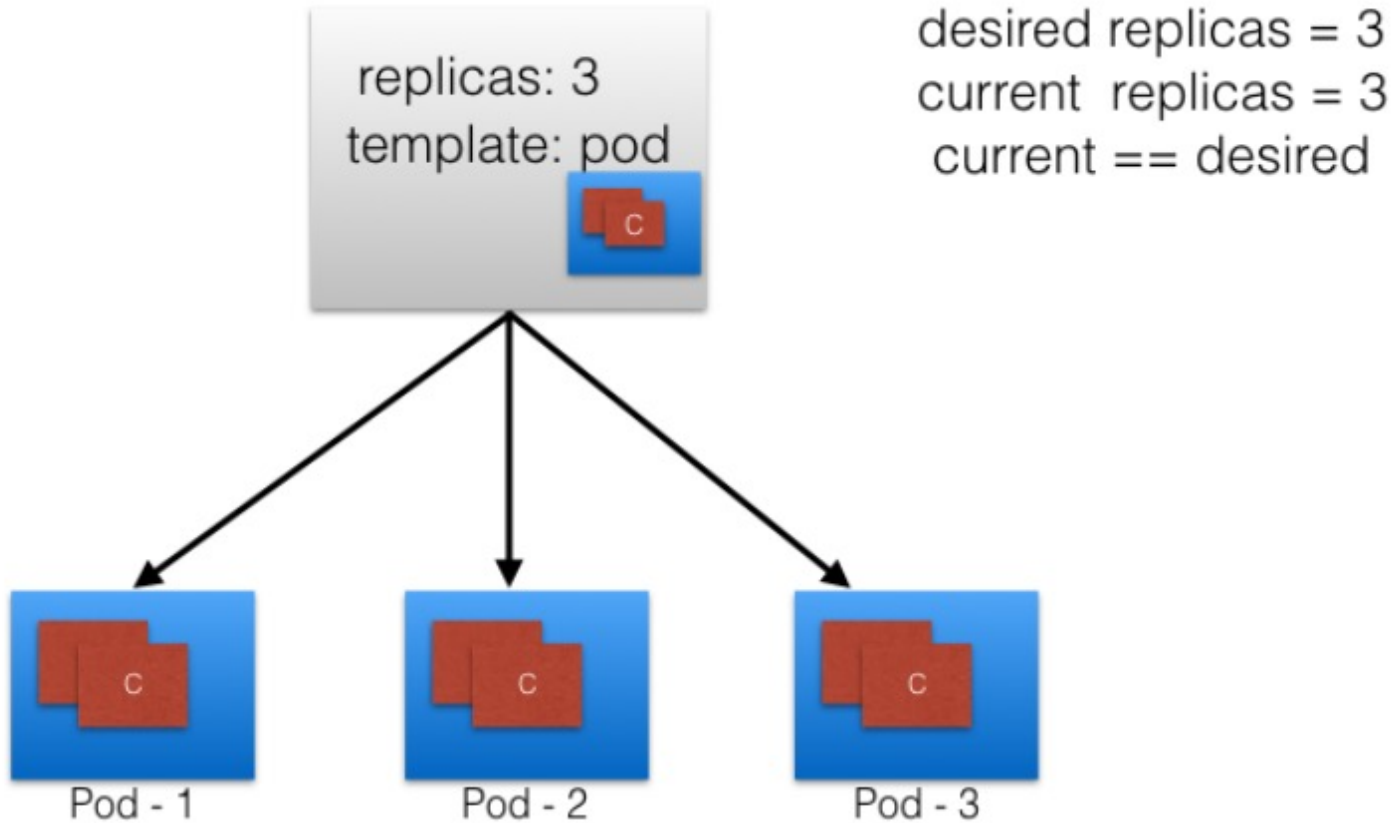 replicas: 3
template: pod
C
desired replicas = 3
current replicas = 3
current == desired
C
C
C
Pod - 1
Pod - 2
Pod - 3